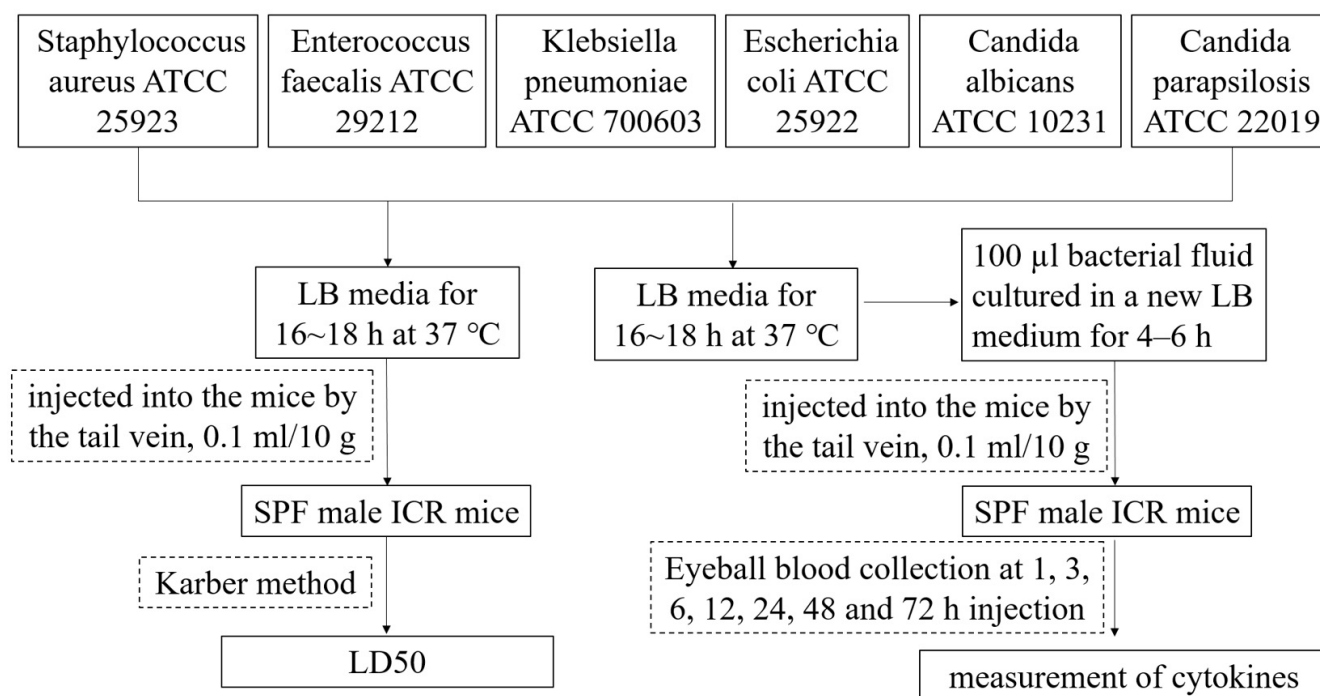 Staphylococcus
aureus ATCC
25923
Enterococcus
faecalis ATCC
29212
Klebsiella
pneumoniae
ATCC 700603
Escherichia
coli ATCC
25922
Candida
albicans
ATCC 10231
Candida
parapsilosis
ATCC 22019
LB media for
16~18 h at 37 ℃
LB media for
16~18 h at 37 ℃
100 µl bacterial fluid
cultured in a new LB
medium for 4–6 h
injected into the mice by
the tail vein, 0.1 ml/10 g
injected into the mice by
the tail vein, 0.1 ml/10 g
SPF male ICR mice
SPF male ICR mice
Karber method
Eyeball blood collection at 1, 3,
6, 12, 24, 48 and 72 h injection
LD50
measurement of cytokines